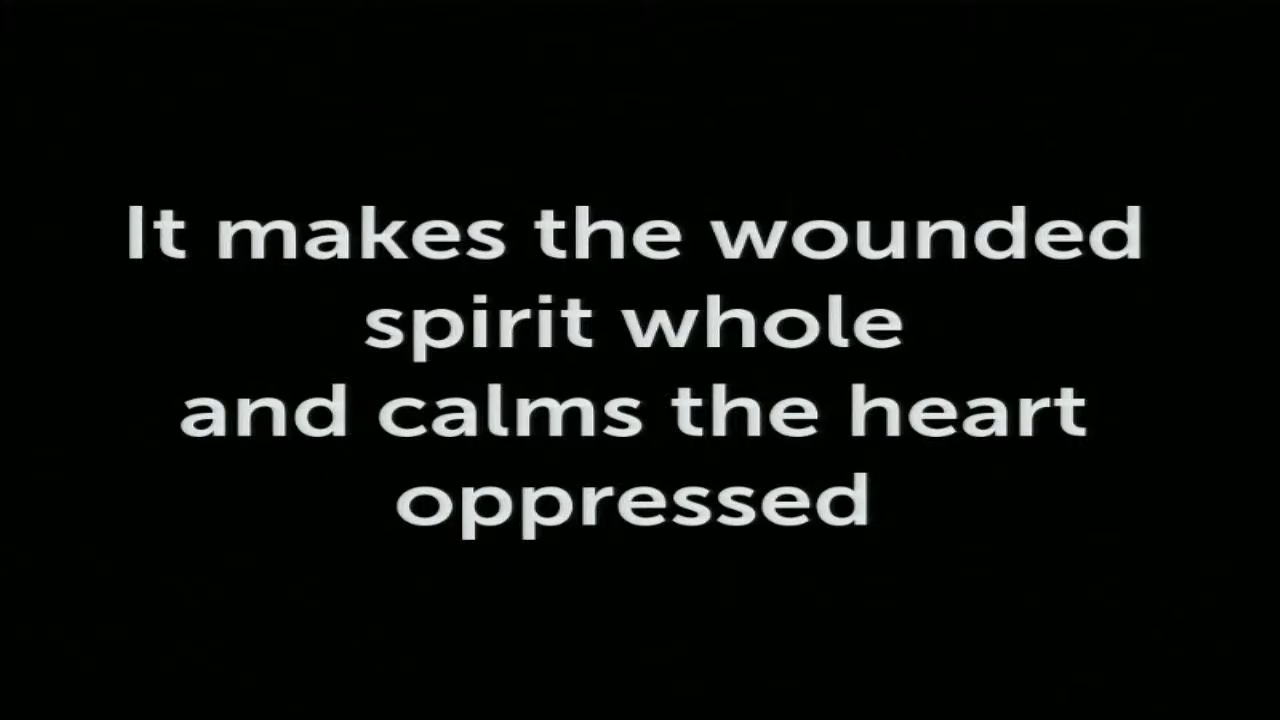 It makes the wounded
spirit whole
and calms the heart
oppressed